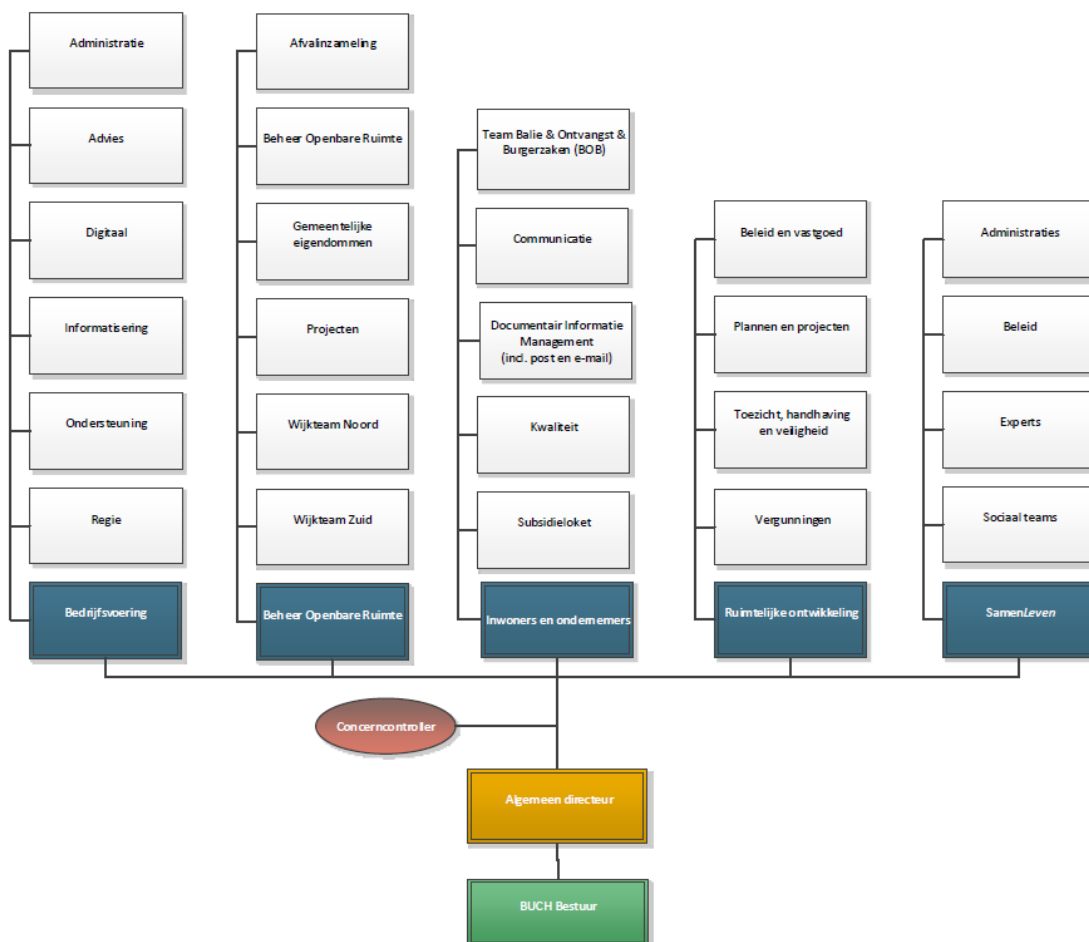 Administratie
Advies
Digitaal
Informatisering
Ondersteuning
Regie
Bedrijfsvoering
Afvalinzameling
Beheer Openbare Ruimte
Gemeentelijke
eigendommen
Projecten
Wijkteam Noord
Wijkteam Zuid
Beheer Openbare Ruimte
Team Balie & Ontvangst &
Burgerzaken (BOB)
Communicatie
Documentair Informatie
Management
(incl. post en e-mail)
Kwaliteit
Subsidieloket
Inwoners en ondernemers
Beleid en vastgoed
Plannen en projecten
Toezicht, handhaving
en veiligheid
Vergunningen
Ruimtelijke ontwikkeling
Administraties
Beleid
Experts
Sociaal teams
SamenLeven
Concerncontroller
Algemeen directeur
BUCH Bestuur